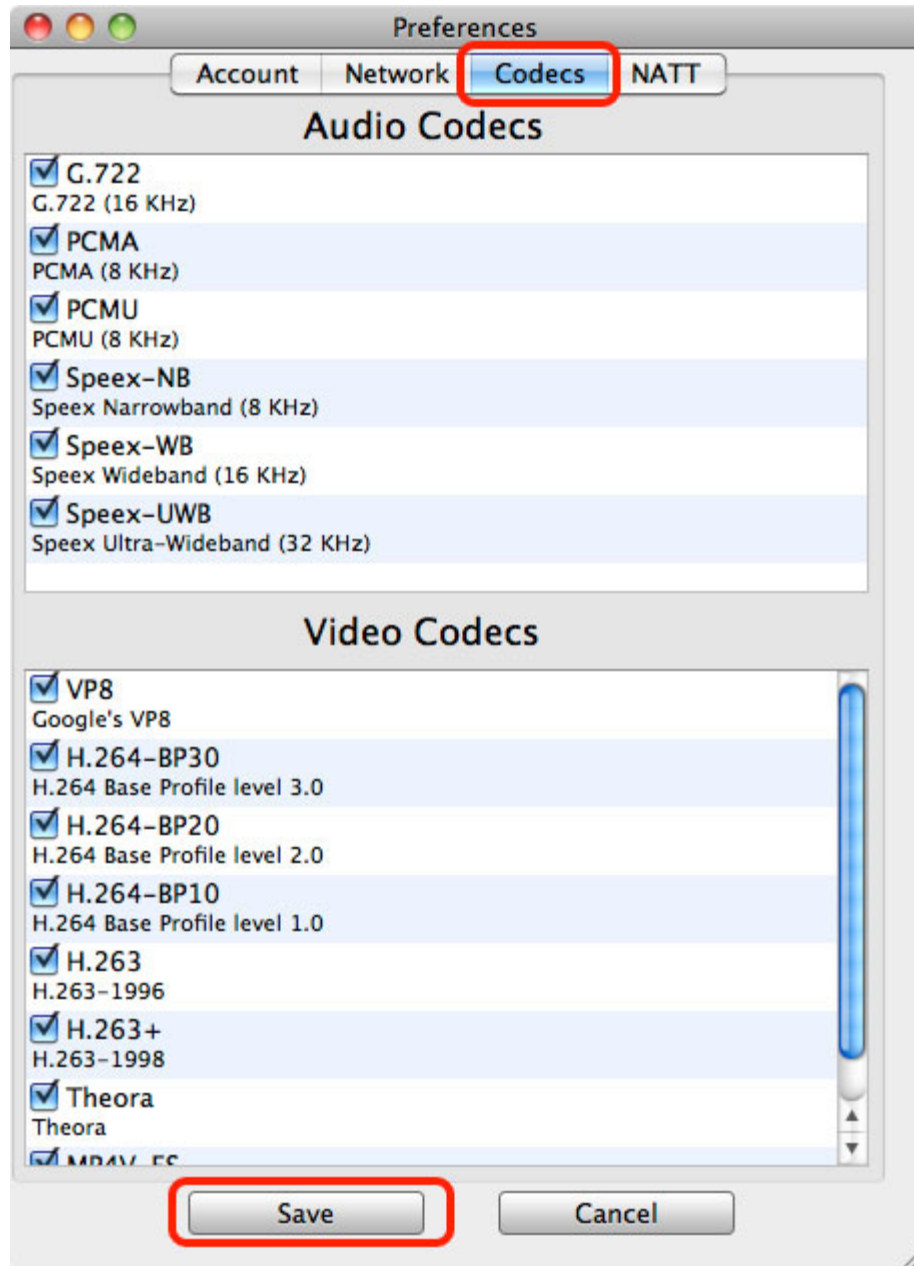 Preferences
Account Network Codecs NATT
Audio Codecs
G.722
G.722 (16 KHz)
PCMA
PCMA (8 KHz)
PCMU
PCMU (8 KHz)
Speex-NB
Speex Narrowband (8 KHz)
Speex-WB
Speex Wideband (16 KHz)
Speex-UWB
Speex Ultra-Wideband (32 KHz)
Video Codecs
VP8
Google's VP8
H.264-BP30
H.264 Base Profile level 3.0
H.264-BP20
H.264 Base Profile level 2.0
H.264-BP10
H.264 Base Profile level 1.0
H.263
H.263-1996
H.263+
H.263-1998
Theora
Theora
MP4V-ES
Save Cancel